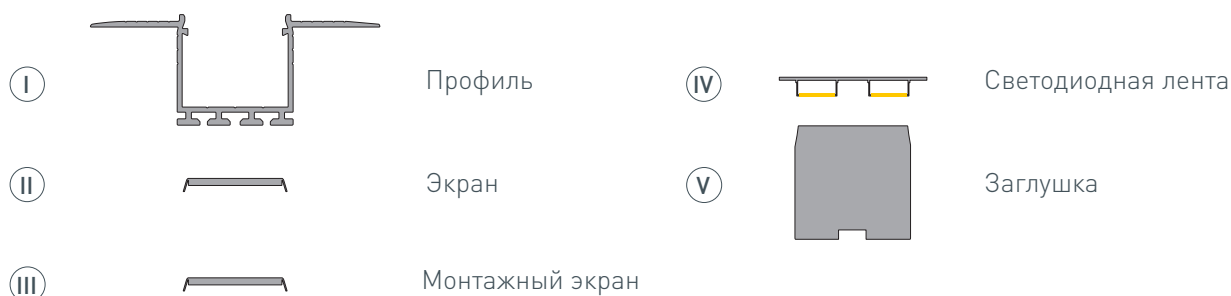 I Профиль
II Экран
III Монтажный экран
IV Светодиодная лента
V Заглушка